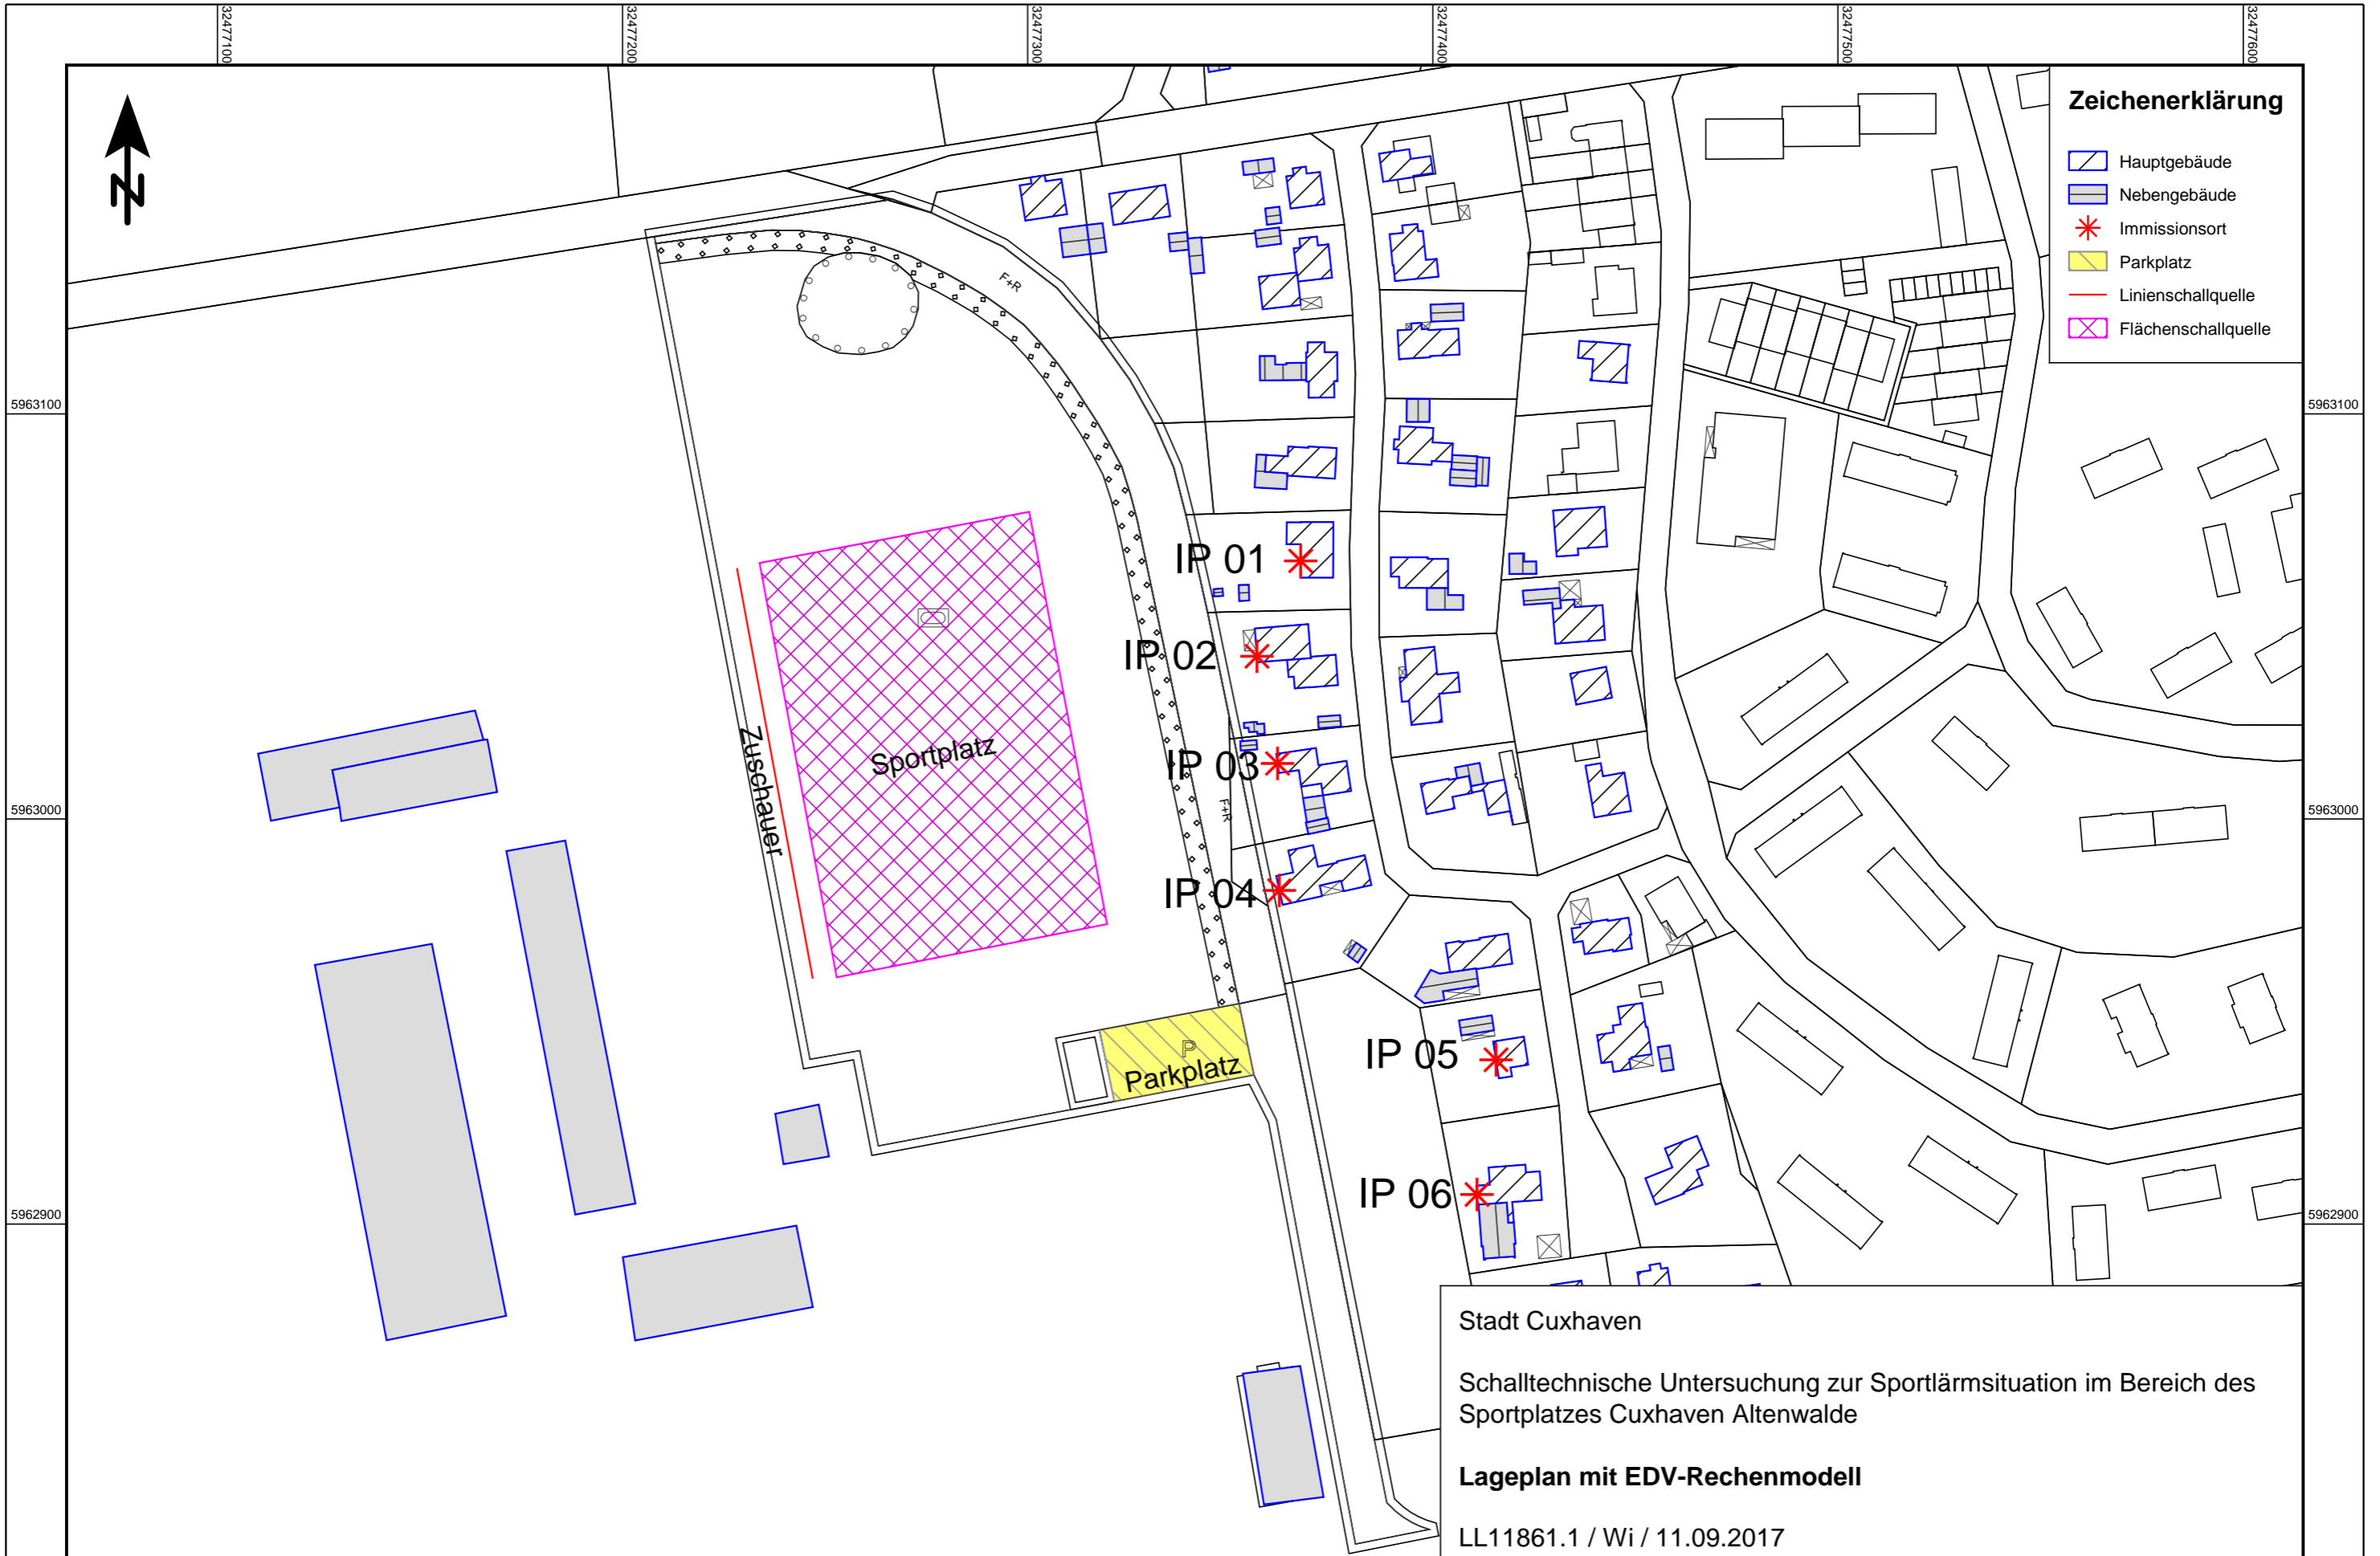 32477100
32477200
32477300
32477400
32477500
32477600
Zeichenerklärung
Hauptgebäude
Nebengebäude
Immissionsort
Parkplatz
Linienschallquelle
Flächenschallquelle
N
F+R
5963100
5963100
IP 01
IP 02
Zuschauer
Sportplatz
IP 03
F+R
5963000
5963000
IP 04
P
Parkplatz
IP 05
IP 06
5962900
5962900
Stadt Cuxhaven
Schalltechnische Untersuchung zur Sportlärmsituation im Bereich des
Sportplatzes Cuxhaven Altenwalde
Lageplan mit EDV-Rechenmodell
LL11861.1 / Wi / 11.09.2017